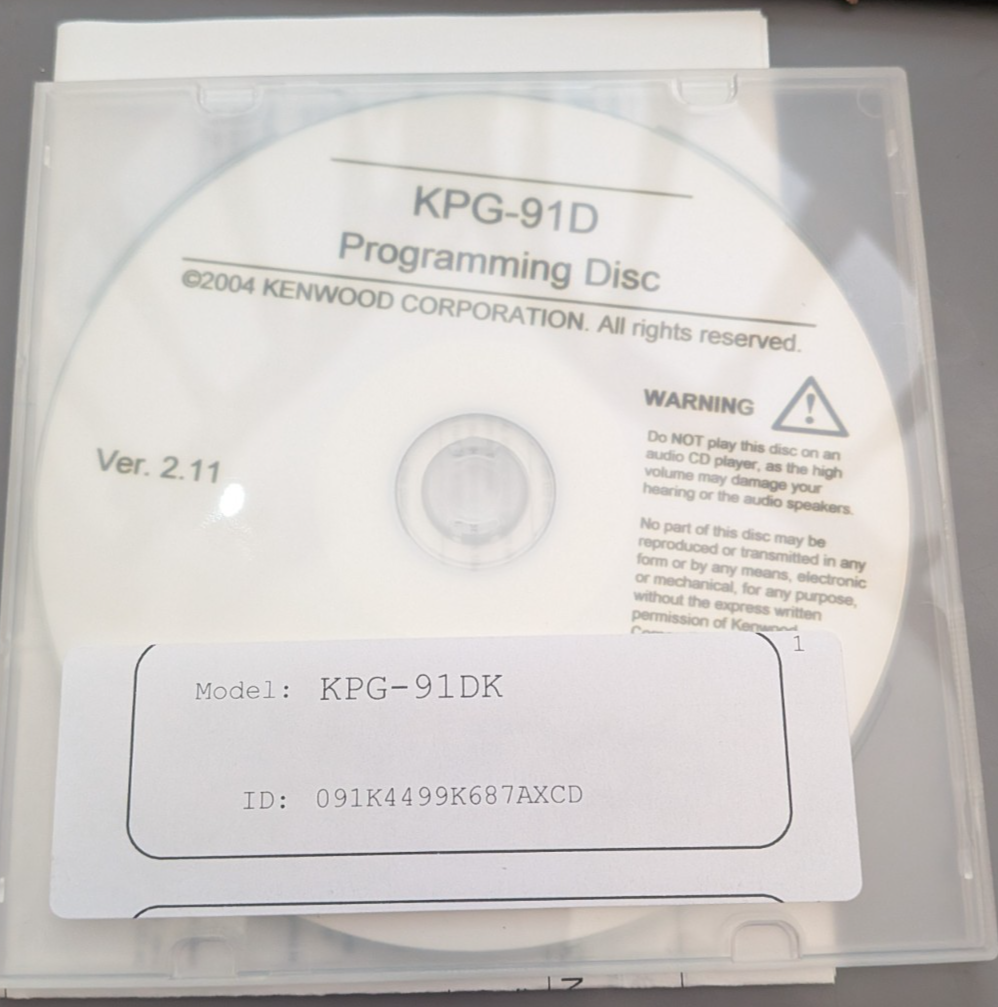 KPG-91D
Programming Disc
©2004 KENWOOD CORPORATION. All rights reserved.
WARNING
Do NOT play this disc on an
audio CD player, as the high
volume may damage your
hearing or the audio speakers.
Ver. 2.11
No part of this disc may be
reproduced or transmitted in any
form or by any means, electronic
or mechanical, for any purpose,
without the express written
permission of Kenwood
1
Model: KPG-91DK
ID: 091K4499K687AXCD